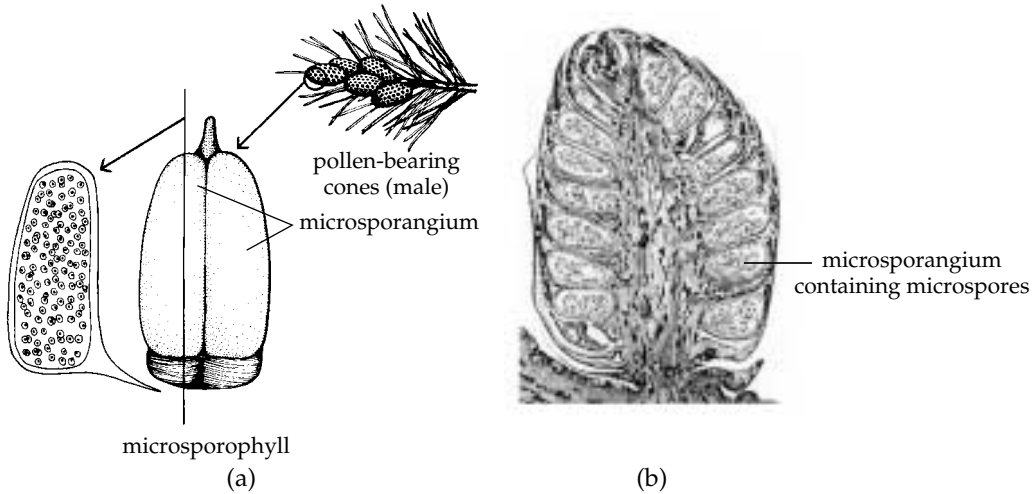 pollen-bearing
cones (male)
microsporangium
microsporangium
containing microspores
microsporophyll
(a)
(b)